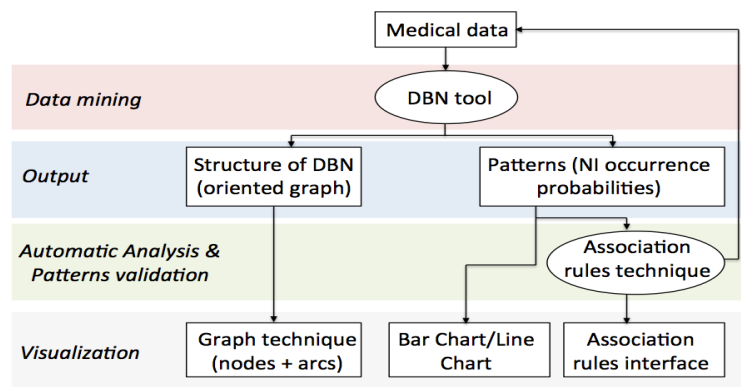 Medical data
Data mining
DBN tool
Output
Structure of DBN
(oriented graph)
Patterns (NI occurrence
probabilities)
Automatic Analysis &
Patterns validation
Association
rules technique
Visualization
Graph technique
(nodes + arcs)
Bar Chart/Line
Chart
Association
rules interface